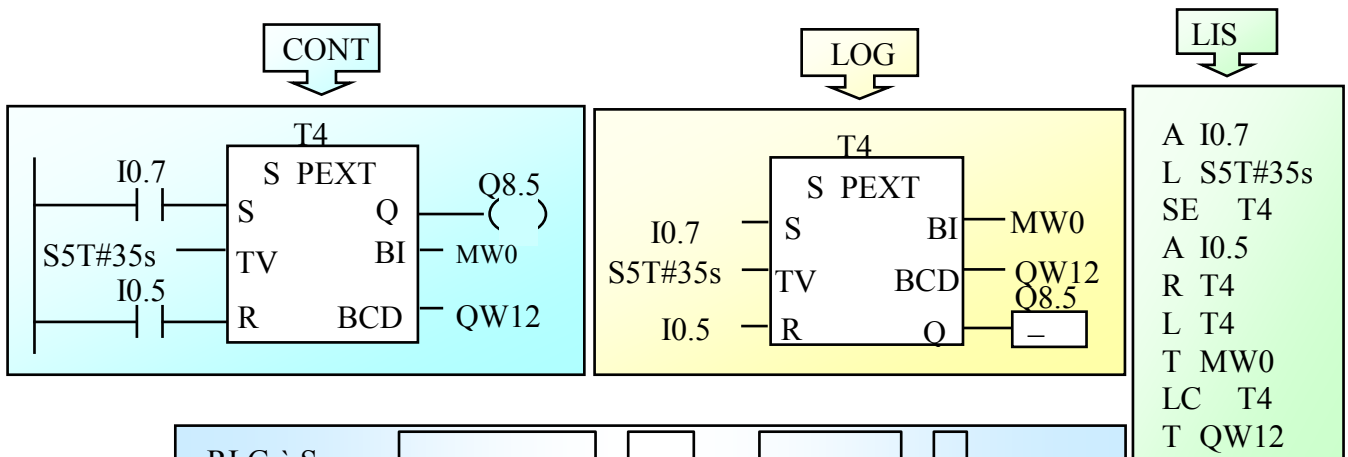 CONT
T4
S PEXT
I0.7
S
Q
Q8.5
( )
S5T#35s
TV
BI
MW0
I0.5
R
BCD
QW12
LOG
T4
S PEXT
I0.7
S
BI
MW0
S5T#35s
TV
BCD
QW12
Q8.5
I0.5
R
Q
–
LIS
A I0.7
L S5T#35s
SE T4
A I0.5
R T4
L T4
T MW0
LC T4
T QW12